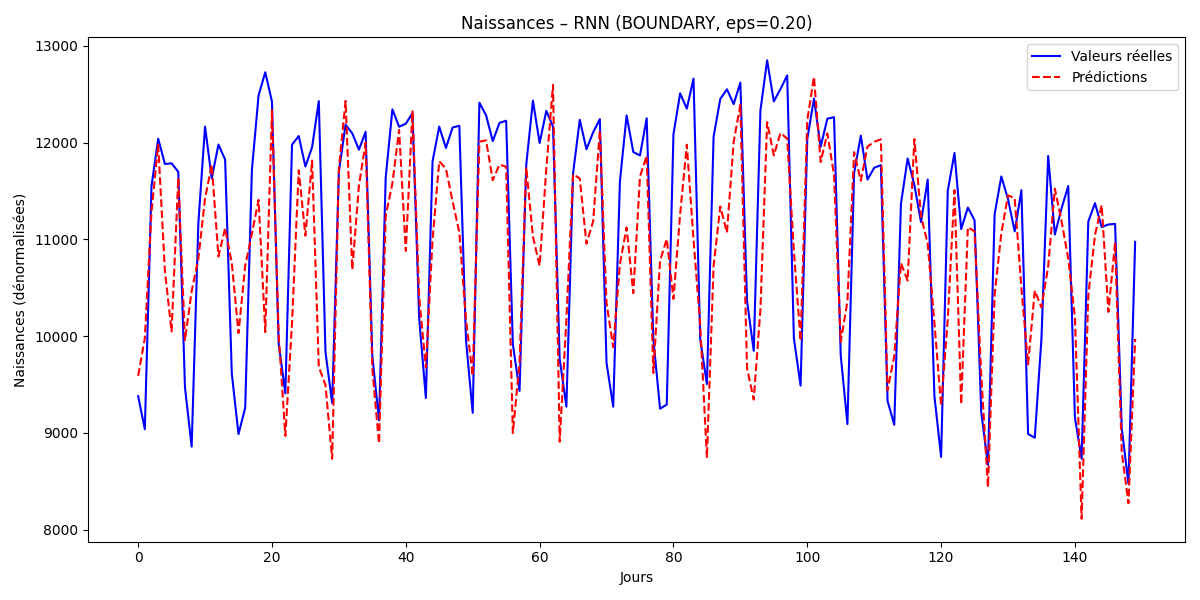 Naissances – RNN (BOUNDARY, eps=0.20)
Valeurs réelles
Prédictions
Naissances (dénormalisées)
13000
12000
11000
10000
9000
8000
0 20 40 60 80 100 120 140
Jours